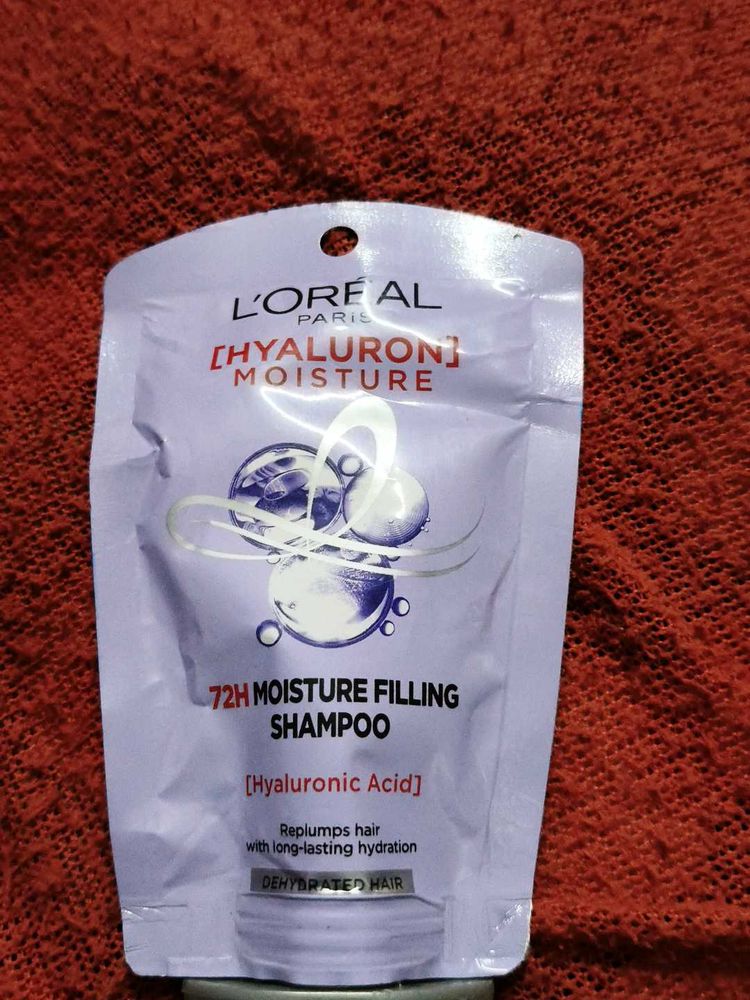 L'ORÉAL
PARIS
[HYALURON]
MOISTURE
72H MOISTURE FILLING
SHAMPOO
[Hyaluronic Acid]
Replumps hair
with long-lasting hydration
DEHYDRATED HAIR